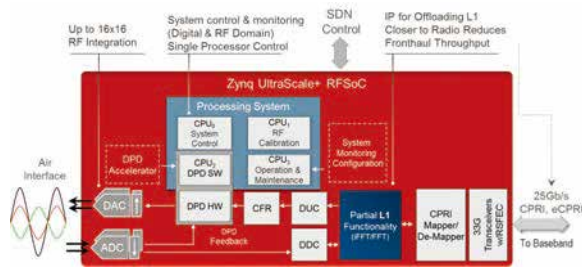 Up to 16x16
RF Integration
System control & monitoring
(Digital & RF Domain)
Single Processor Control
SDN
Control
IP for Offloading L1
Closer to Radio Reduces
Fronthaul Throughput
Zynq UltraScale+ RFSoC
Processing System
CPU0
System
Control
CPU1
RF
Calibration
DPD
Accelerator
CPU2
DPD SW
CPU3
Operation &
Maintenance
System
Monitoring
Configuration
Air
Interface
DAC
DPD HW
CFR
DUC
Partial L1
Functionality
(iFFT/FFT)
CPRI
Mapper/
De-Mapper
33G
Transceivers
w/RSFEC
25Gb/s
CPRI, eCPRI
DPD
Feedback
ADC
DDC
To Baseband